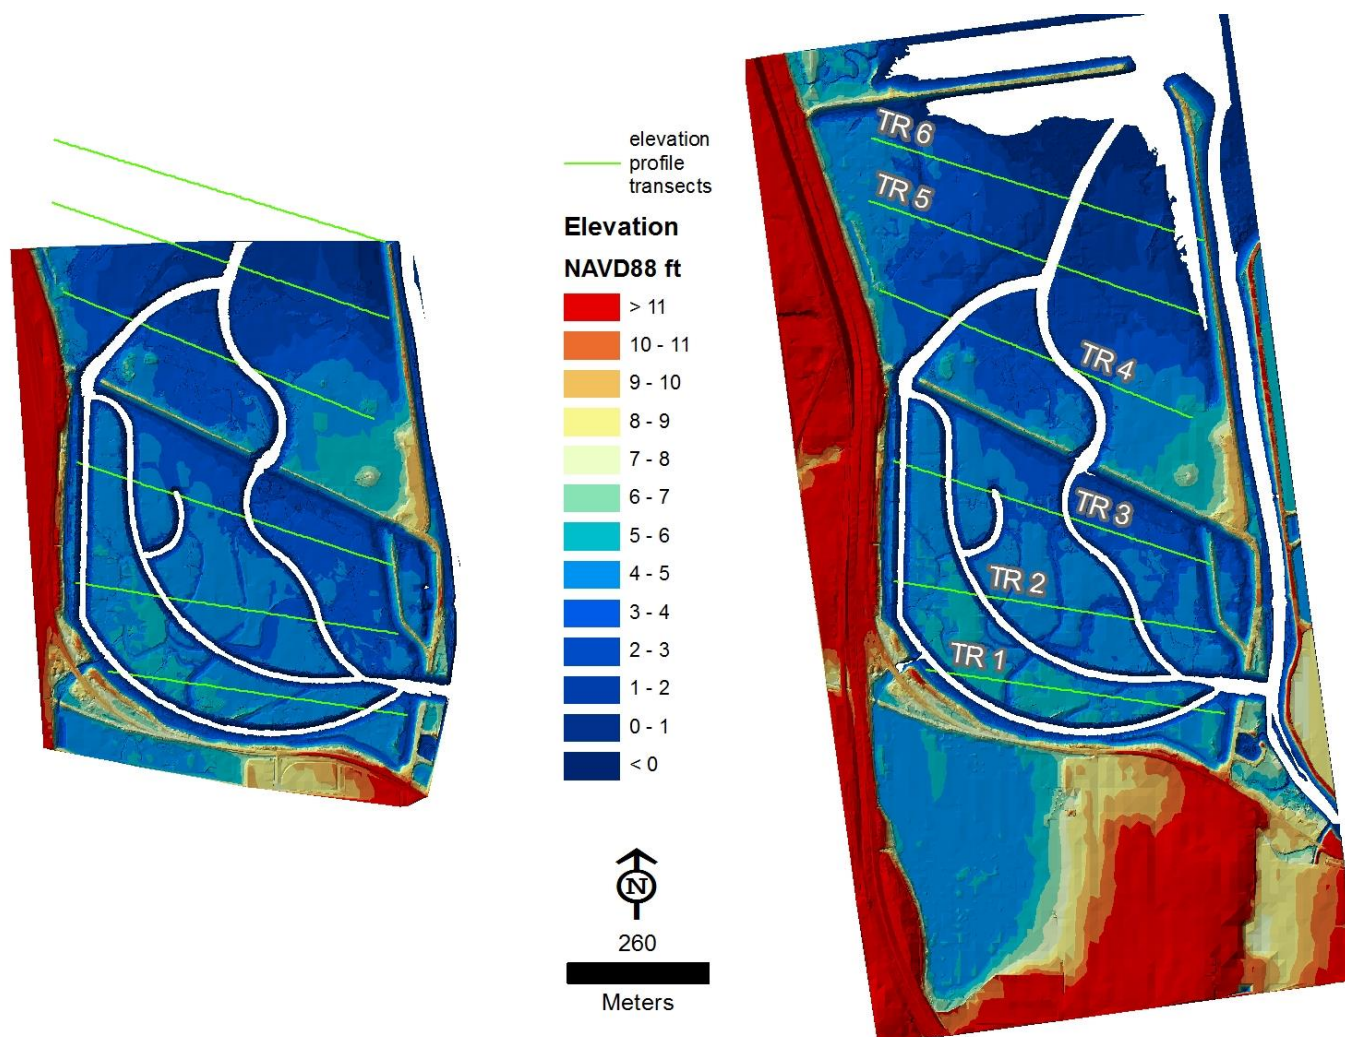 elevation
profile
transects
Elevation
NAVD88 ft
> 11
10 - 11
9 - 10
8 - 9
7 - 8
6 - 7
5 - 6
4 - 5
3 - 4
2 - 3
1 - 2
0 - 1
< 0
N
260
Meters
TR 6
TR 5
TR 4
TR 3
TR 2
TR 1